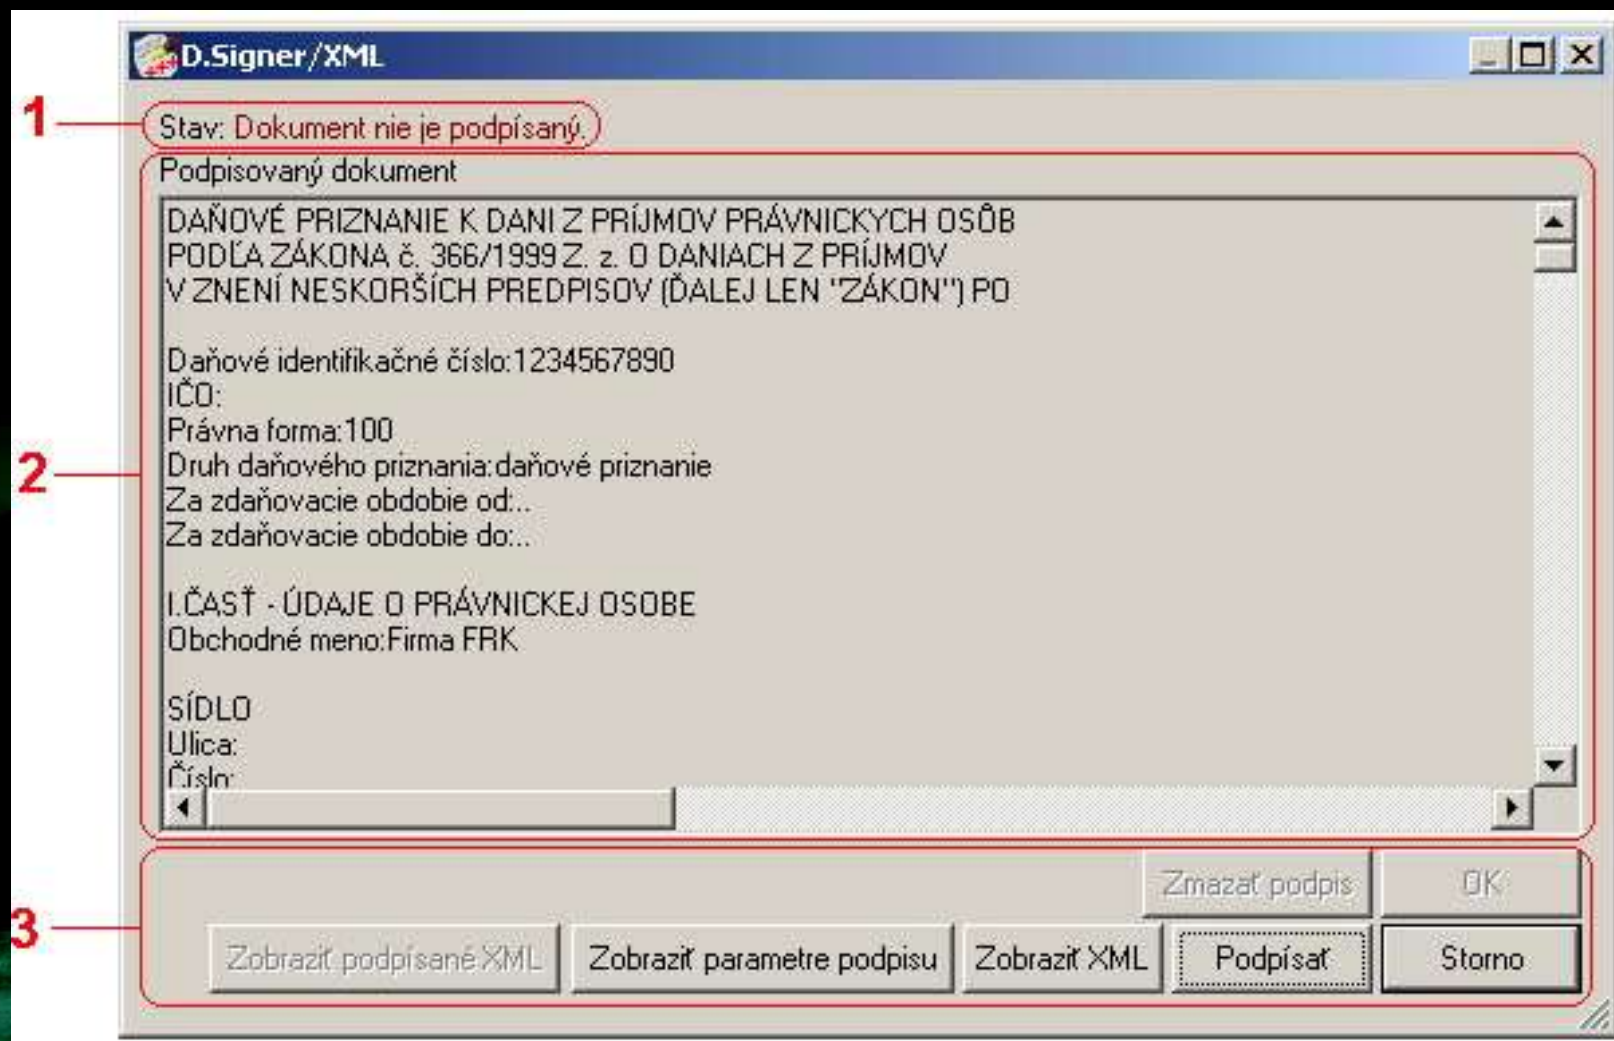 D.Signer/XML
1
Stav: Dokument nie je podpísaný.
Podpisovaný dokument
DAŇOVÉ PRIZNANIE K DANI Z PRÍJMOV PRÁVNICKYCH OSÔB
PODĽA ZÁKONA č. 366/1999 Z. z. O DANIACH Z PRÍJMOV
V ZNENÍ NESKORŠÍCH PREDPISOV (ĎALEJ LEN "ZÁKON") PO
Daňové identifikačné číslo:1234567890
IČO:
Právna forma:100
2
Druh daňového priznania:daňové priznanie
Za zdaňovacie obdobie od:..
Za zdaňovacie obdobie do:..
I.ČASŤ - ÚDAJE O PRÁVNICKEJ OSOBE
Obchodné meno:Firma FRK
SÍDLO
Ulica:
Číslo:
Zmazať podpis
OK
3
Zobraziť podpísané XML
Zobraziť parametre podpisu
Zobraziť XML
Podpísať
Storno